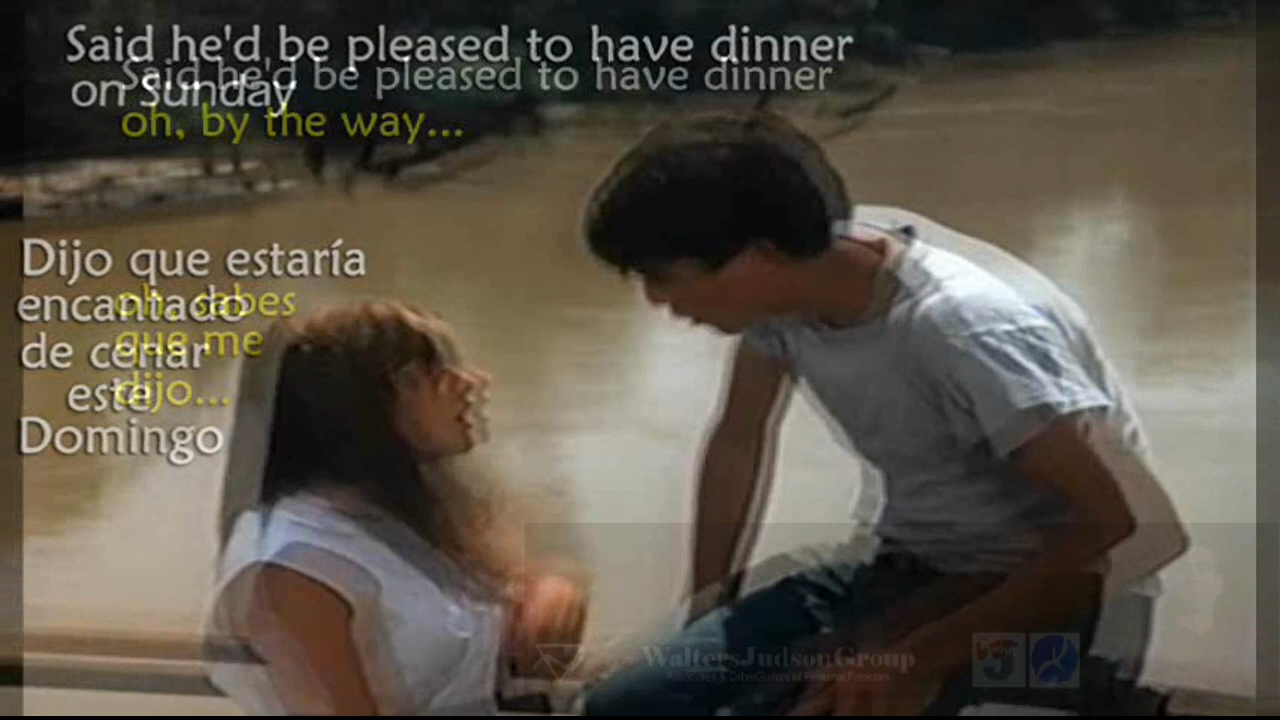 Said he'd be pleased to have dinner
on Sunday
Said he'd be pleased to have dinner
oh, by the way...
Dijo que estaría
encantado
de cenar
este
Domingo
oh, sabes
que me
dijo...
WaltersJudsonGroup